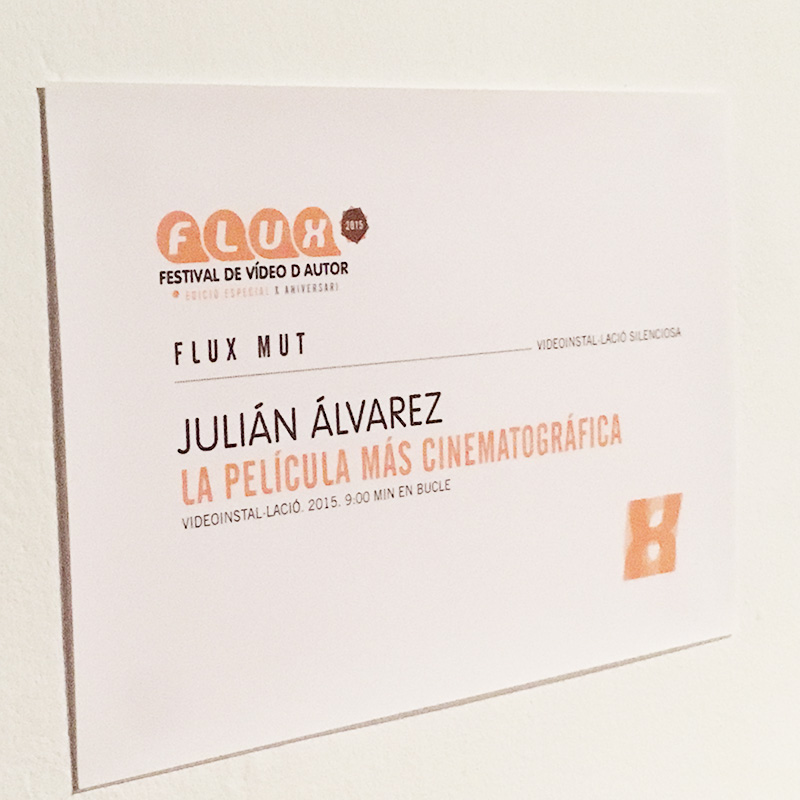 FLUX
2015
FESTIVAL DE VÍDEO D AUTOR
EDICIÓ ESPECIAL X ANIVERSARI
FLUX MUT
VIDEOINSTAL·LACIÓ SILENCIOSA
JULIÁN ÁLVAREZ
LA PELÍCULA MÁS CINEMATOGRÁFICA
VIDEOINSTAL·LACIÓ. 2015. 9:00 MIN EN BUCLE
X